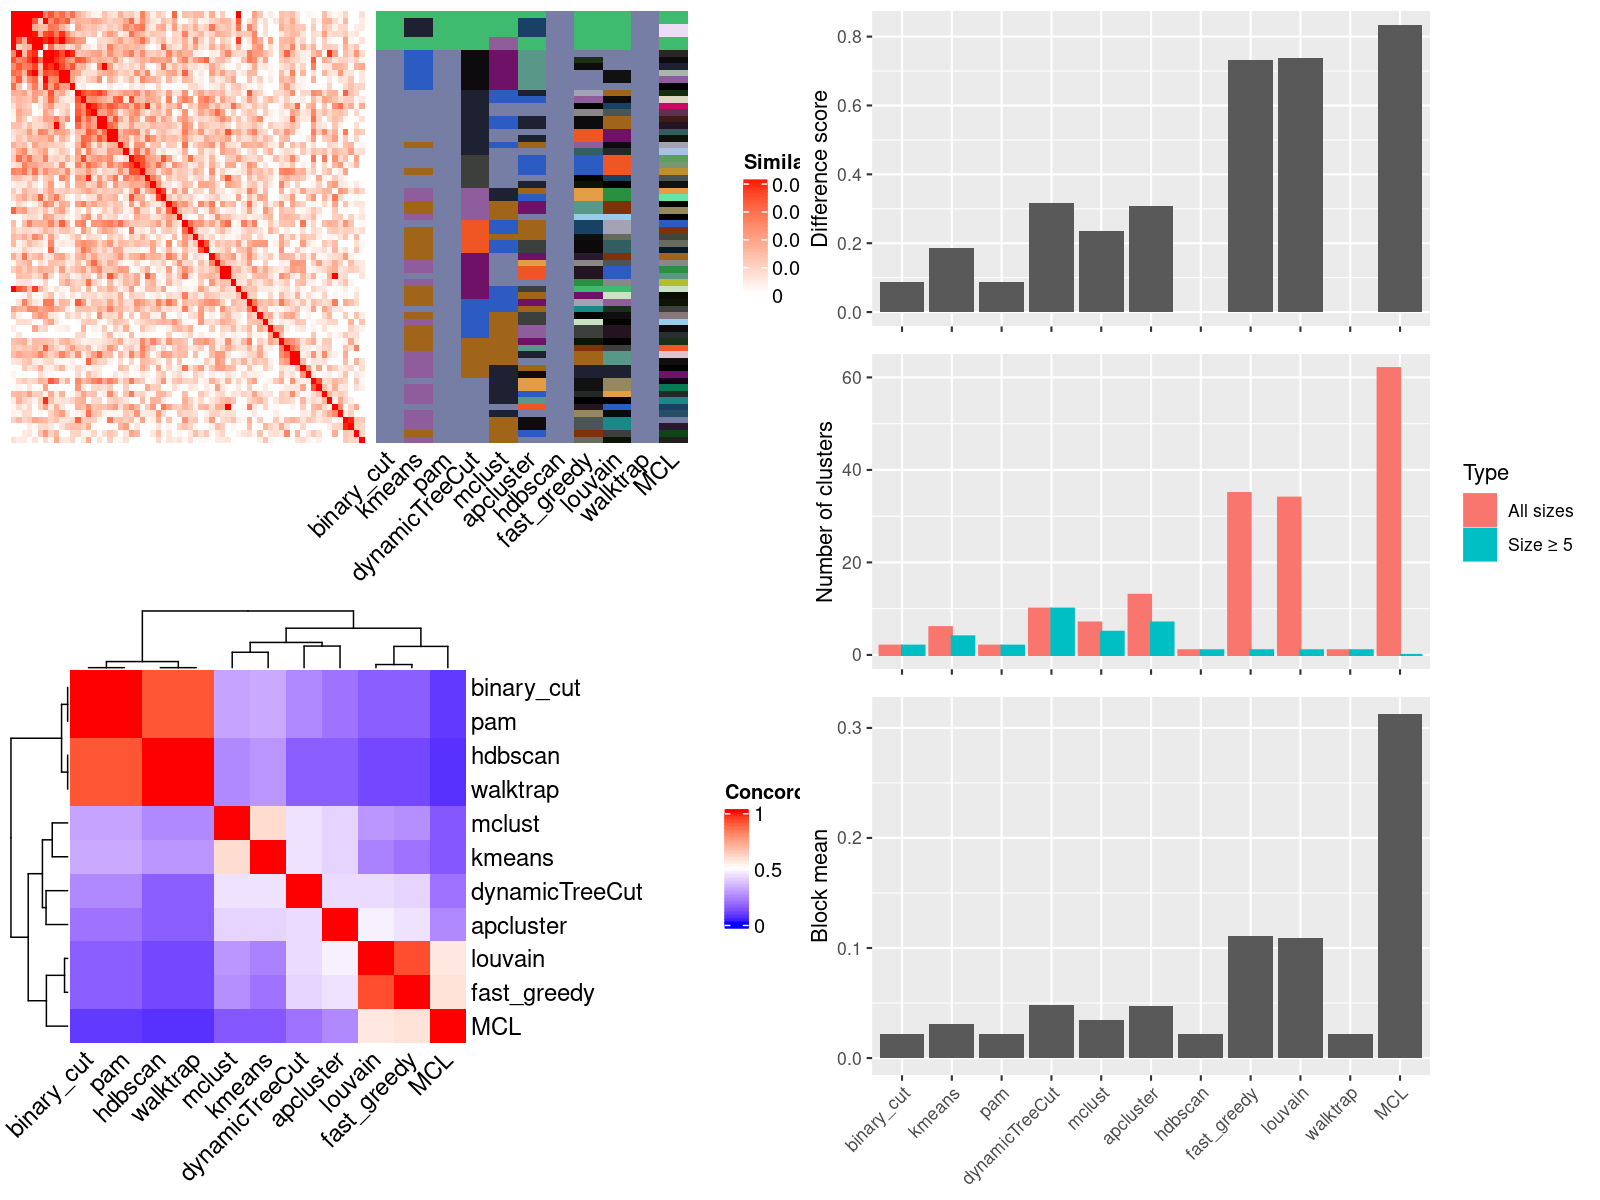 Simila
0.0
0.0
0.0
0.0
0
binary_cut
kmeans
pam
dynamicTreeCut
mclust
apcluster
hdbscan
fast_greedy
louvain
walktrap
MCL
binary_cut
pam
hdbscan
walktrap
mclust
kmeans
dynamicTreeCut
apcluster
louvain
fast_greedy
MCL
binary_cut
pam
hdbscan
walktrap
mclust
kmeans
dynamicTreeCut
apcluster
louvain
fast_greedy
MCL
Concord
1
0.5
0
Difference score
0.8
0.6
0.4
0.2
0.0
Number of clusters
60
40
20
0
Type
All sizes
Size ≥ 5
Block mean
0.3
0.2
0.1
0.0
binary_cut
kmeans
pam
dynamicTreeCut
mclust
apcluster
hdbscan
fast_greedy
louvain
walktrap
MCL